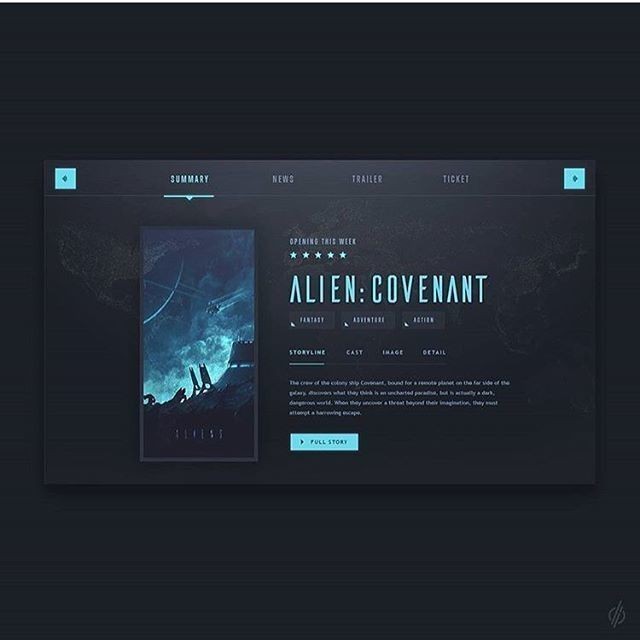 SUMMARY NEWS TRAILER TICKET
OPENING THIS WEEK
ALIEN: COVENANT
FANTASY ADVENTURE ACTION
STORYLINE CAST IMAGE DETAIL
The crew of the colony ship Covenant, bound for a remote planet on the far side of the
galaxy, discovers what they think is an uncharted paradise, but is actually a dark,
dangerous world. When they uncover a threat beyond their imagination, they must
attempt a harrowing escape.
FULL STORY
ALIENS